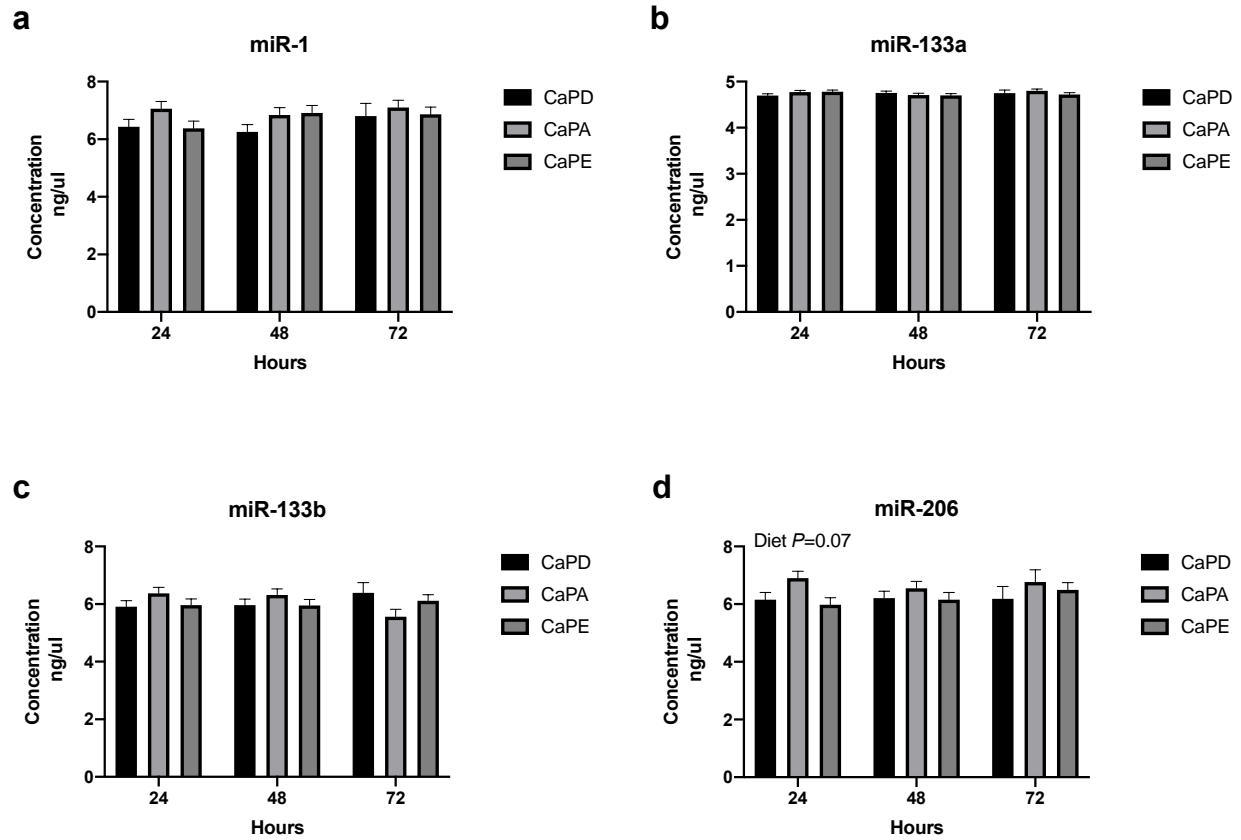 a
miR-1
8
6
4
2
0
Concentration
ng/ul
24
48
72
Hours
CaPD
CaPA
CaPE
b
miR-133a
5
4
3
2
1
0
Concentration
ng/ul
24
48
72
Hours
CaPD
CaPA
CaPE
c
miR-133b
8
6
4
2
0
Concentration
ng/ul
24
48
72
Hours
CaPD
CaPA
CaPE
d
miR-206
Diet P=0.07
8
6
4
2
0
Concentration
ng/ul
24
48
72
Hours
CaPD
CaPA
CaPE